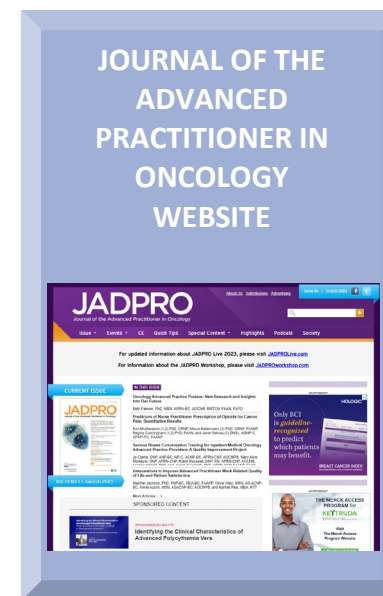 JOURNAL OF THE
ADVANCED
PRACTITIONER IN
ONCOLOGY
WEBSITE
About Us Submissions Advertising
SIGN IN | SUBSCRIBE
JADPRO
Journal of the Advanced Practitioner in Oncology
Issue Events CE Quick Tips Special Content Highlights Podcast Society
For updated information about JADPRO Live 2023, please visit JADPROLive.com
For information about the JADPRO Workshop, please visit JADPROworkshop.com
CURRENT ISSUE
JADPRO
IN THIS ISSUE
Oncology Advanced Practice Posters: New Research and Insights
Into Our Future
Predictors of Nurse Practitioner Prescription of Opioids for Cancer
Pain: Quantitative Results
Serious Illness Conversation Training for Inpatient Medical Oncology
Advanced Practice Providers: A Quality Improvement Project
Interventions to Improve Advanced Practitioner Work-Related Quality
of Life and Patient Satisfaction
More Articles
SPONSORED CONTENT
Identifying the Clinical Characteristics of
Advanced Polycythemia Vera
ADVERTISEMENT
HOLOGIC
Only BCI
is guideline-
recognized
to predict
which patients
may benefit.
BREAST CANCER INDEX
ADVERTISEMENT
THE MERCK ACCESS
PROGRAM for
KEYTRUDA
Visit
The Merck Access
Program Website